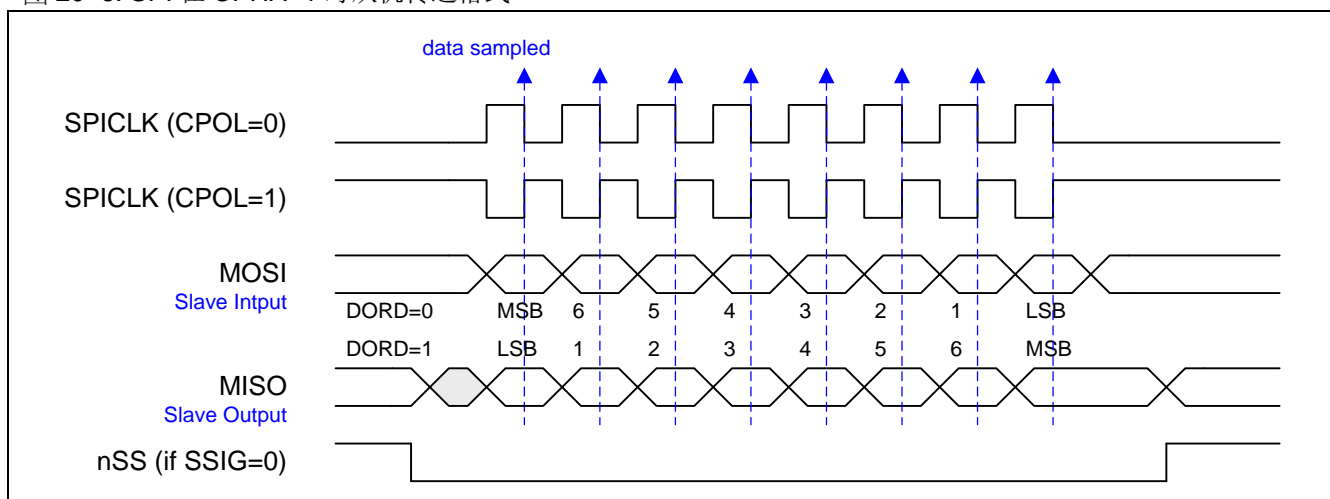 data sampled
SPICLK (CPOL=0)
SPICLK (CPOL=1)
MOSI
Slave Intput
DORD=0 MSB 6 5 4 3 2 1 LSB
DORD=1 LSB 1 2 3 4 5 6 MSB
MISO
Slave Output
nSS (if SSIG=0)